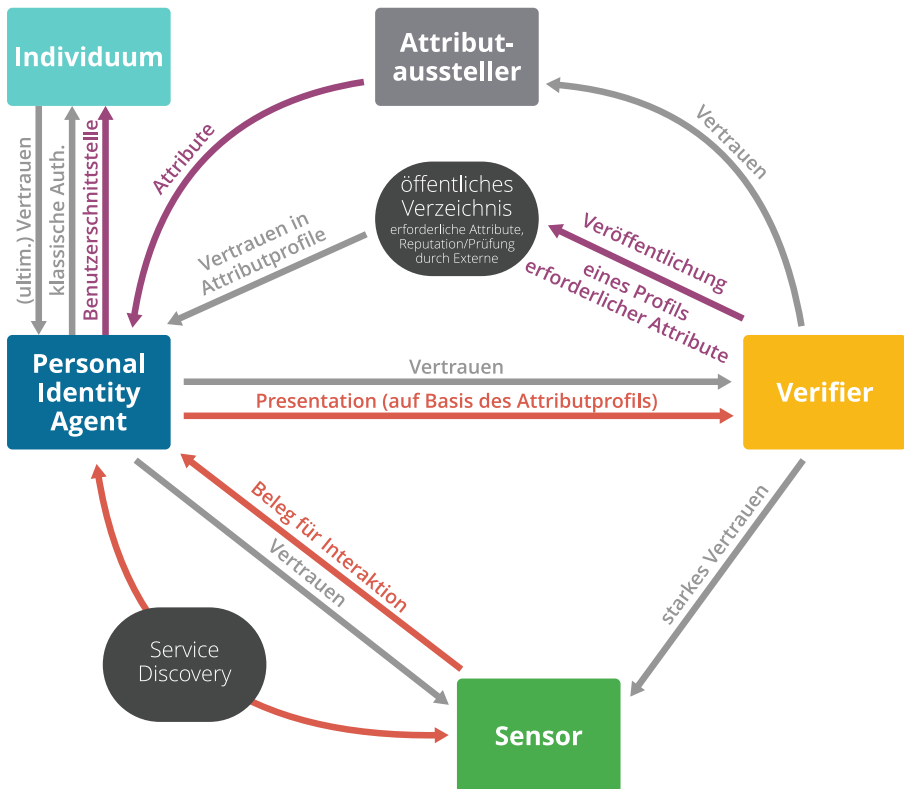 Individuum
Attribut-
aussteller
(ultim.) Vertrauen
klassische Auth.
Benutzerschnittstelle
Attribute
Vertrauen
öffentliches
Verzeichnis
erforderliche Attribute,
Reputation/Prüfung
durch Externe
Vertrauen in
Attributprofile
Veröffentlichung
eines Profils
erforderlicher Attribute
Personal
Identity
Agent
Vertrauen
Presentation (auf Basis des Attributprofils)
Verifier
Beleg für Interaktion
Vertrauen
starkes Vertrauen
Service
Discovery
Sensor